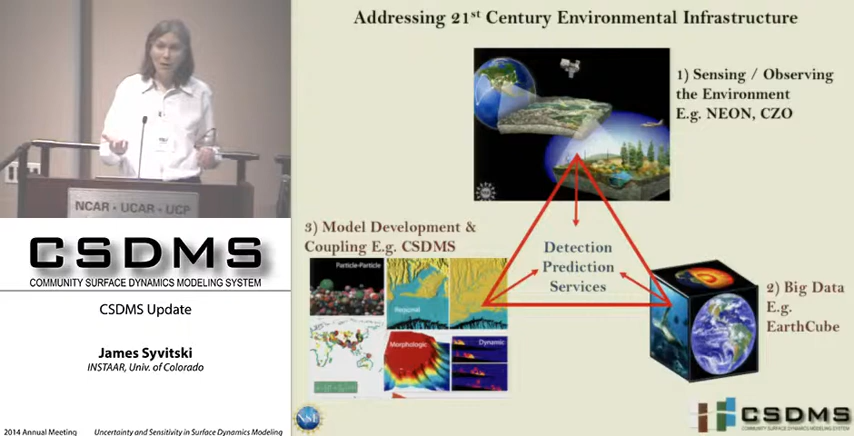 Addressing 21st Century Environmental Infrastructure
1) Sensing / Observing
the Environment
E.g. NEON, CZO
NCAR - UCAR - UCP
3) Model Development &
Coupling E.g. CSDMS
Detection
Prediction
Services
2) Big Data
E.g.
EarthCube
Particle-Particle
Regional
Morphologic
Dynamic
CSDMS
COMMUNITY SURFACE DYNAMICS MODELING SYSTEM
CSDMS Update
James Syvitski
INSTAAR, Univ. of Colorado
2014 Annual Meeting
Uncertainty and Sensitivity in Surface Dynamics Modeling
NSF
CSDMS
COMMUNITY SURFACE DYNAMICS MODELING SYSTEM